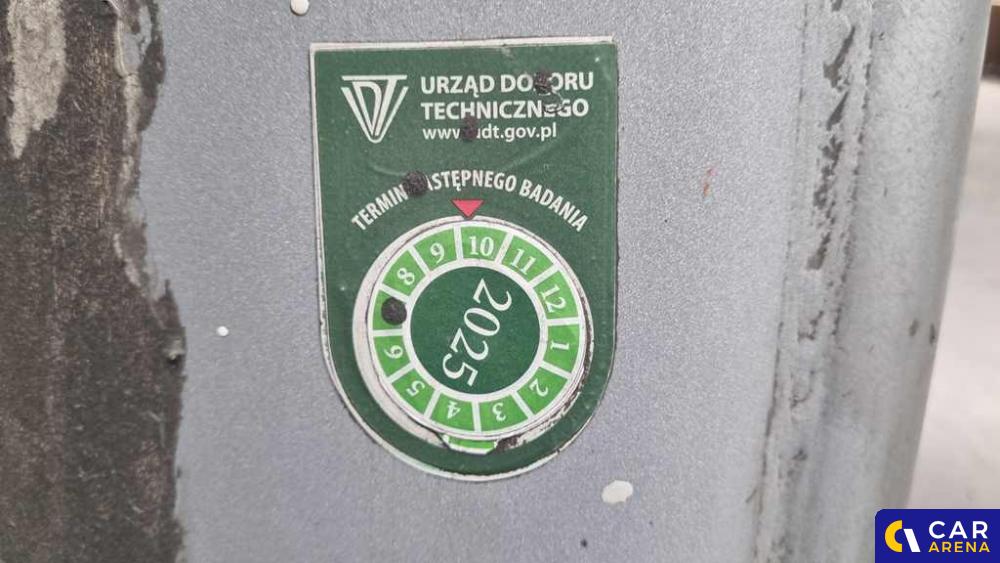 URZĄD DOZORU
TECHNICZNEGO
www.udt.gov.pl
TERMIN NASTĘPNEGO BADANIA
8 9 10 11 12 1 2 3 4 5 6
2025
CAR
ARENA